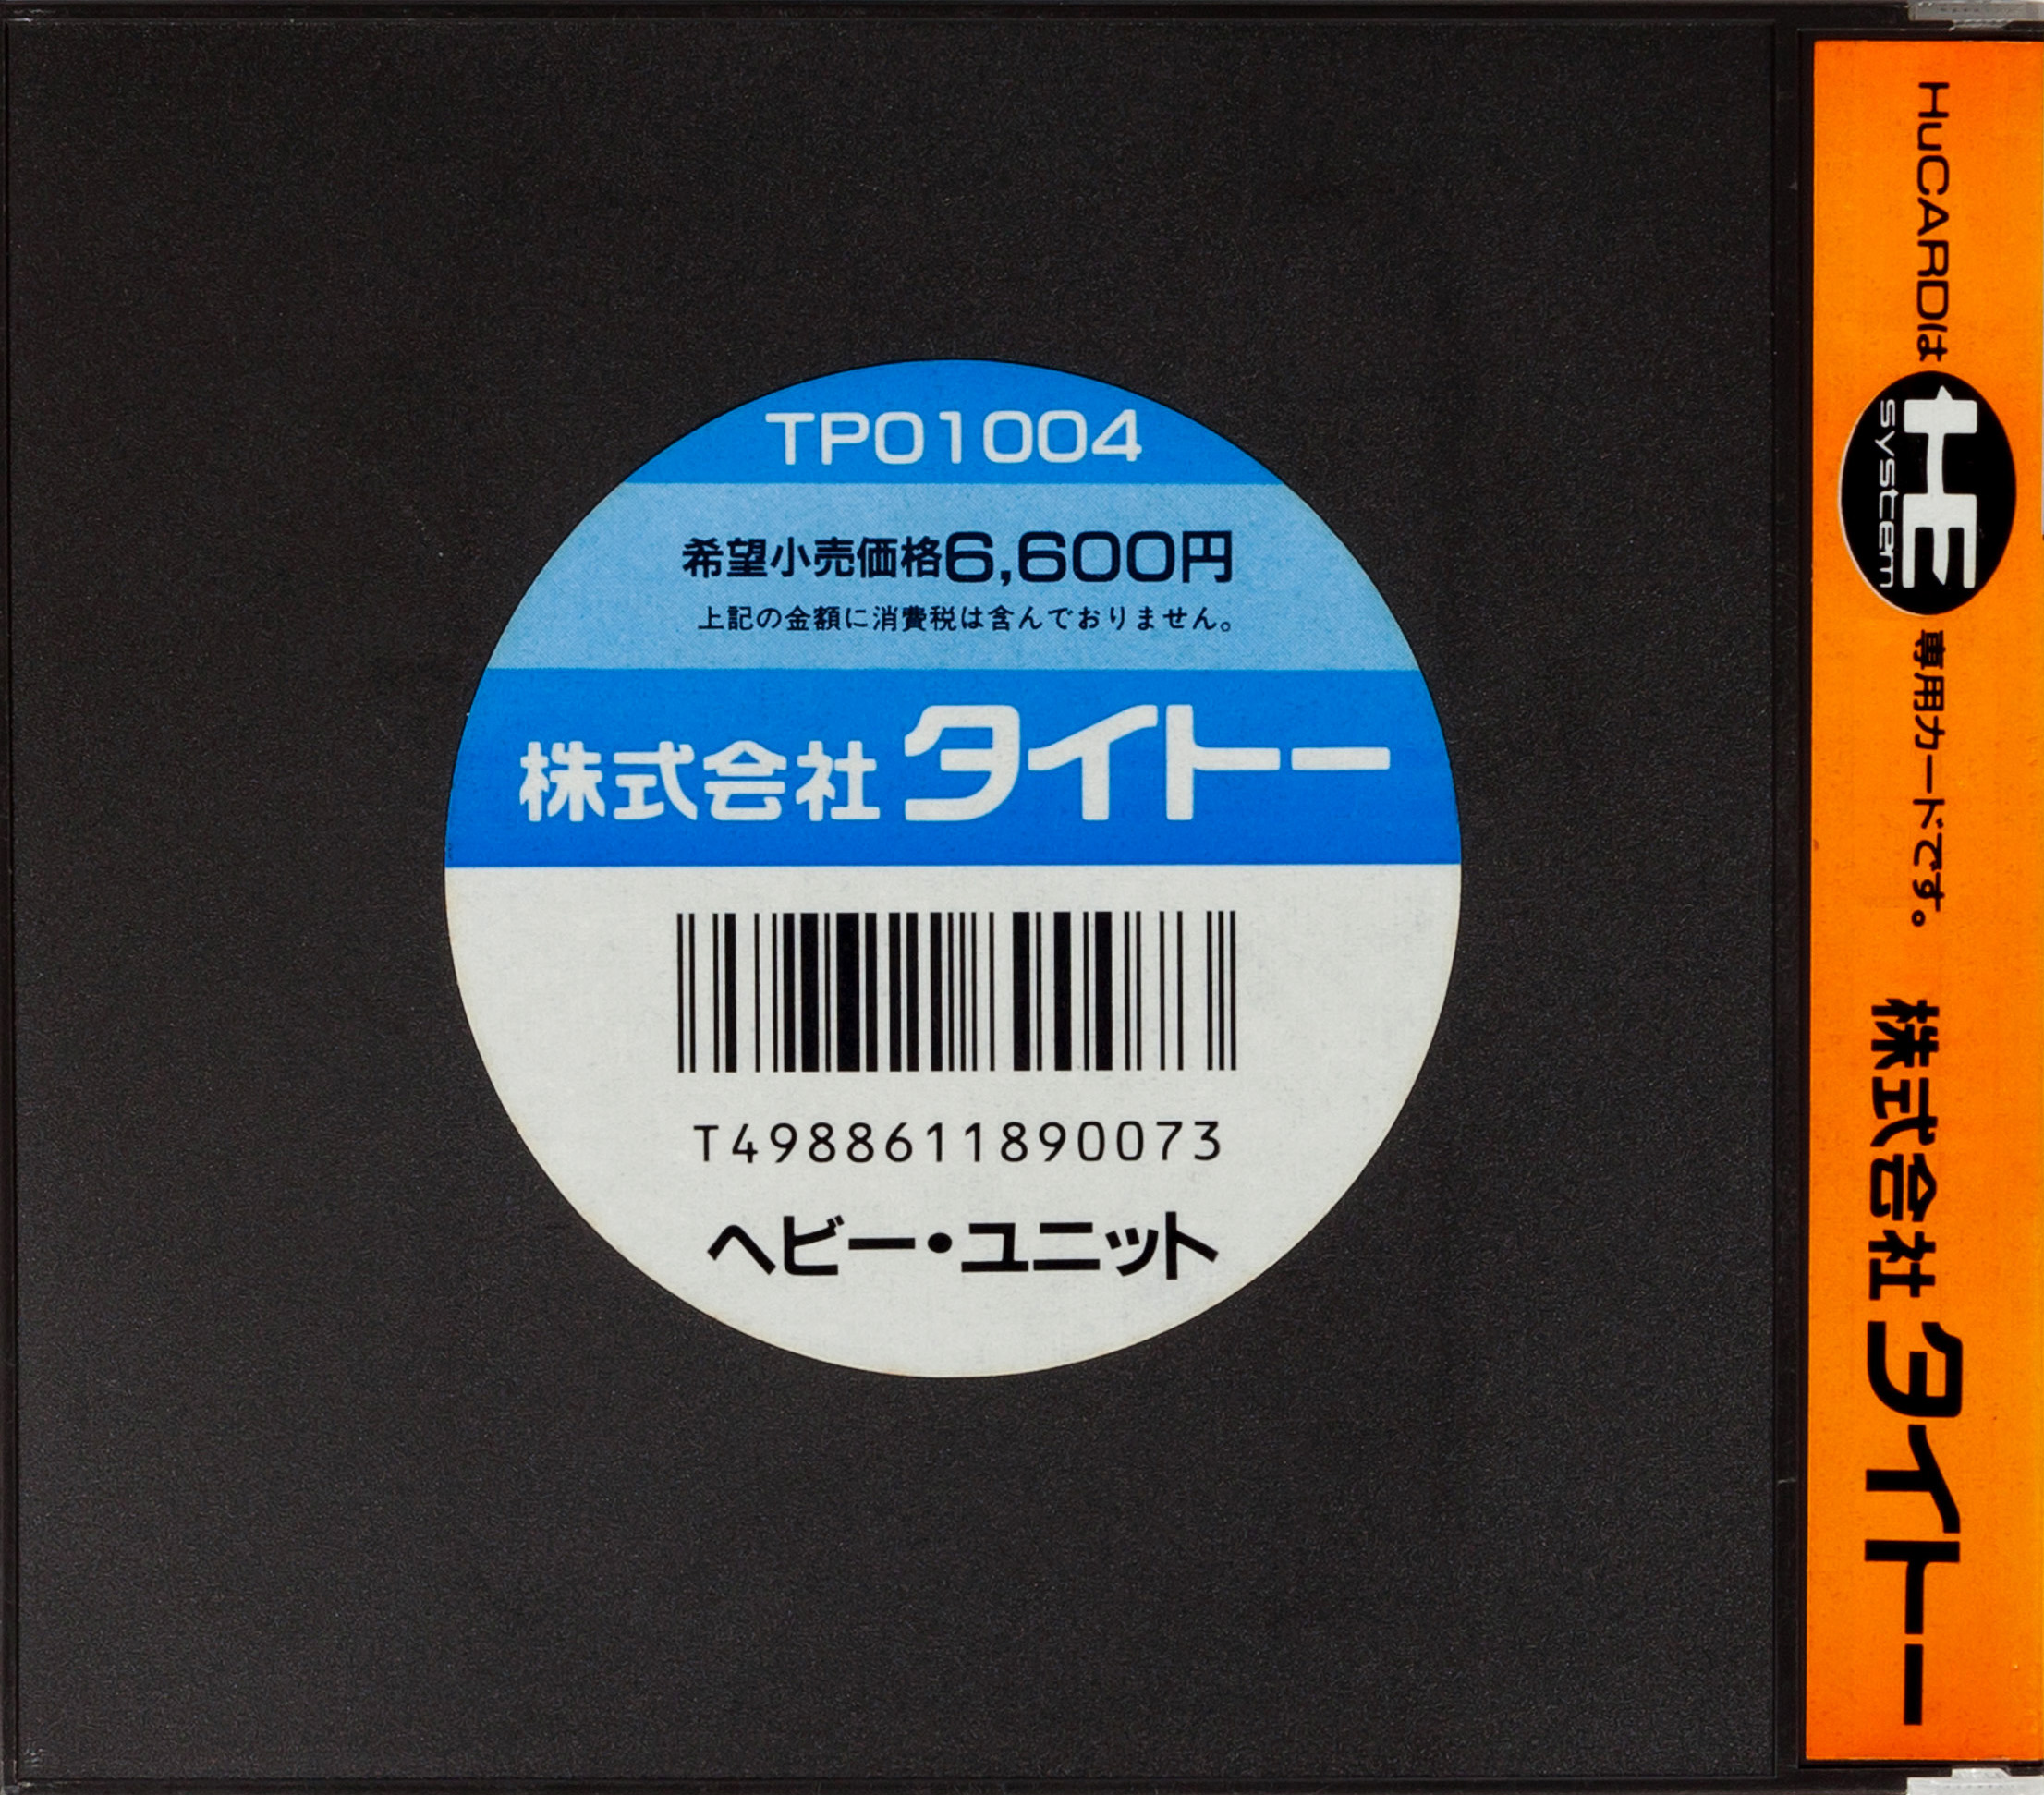 TP01004
希望小売価格6,600円
上記の金額に消費税は含んでおりません。
株式会社タイトー
T4988611890073
ヘビー・ユニット
HuCARDは HE system 専用カードです。 株式会社タイトー